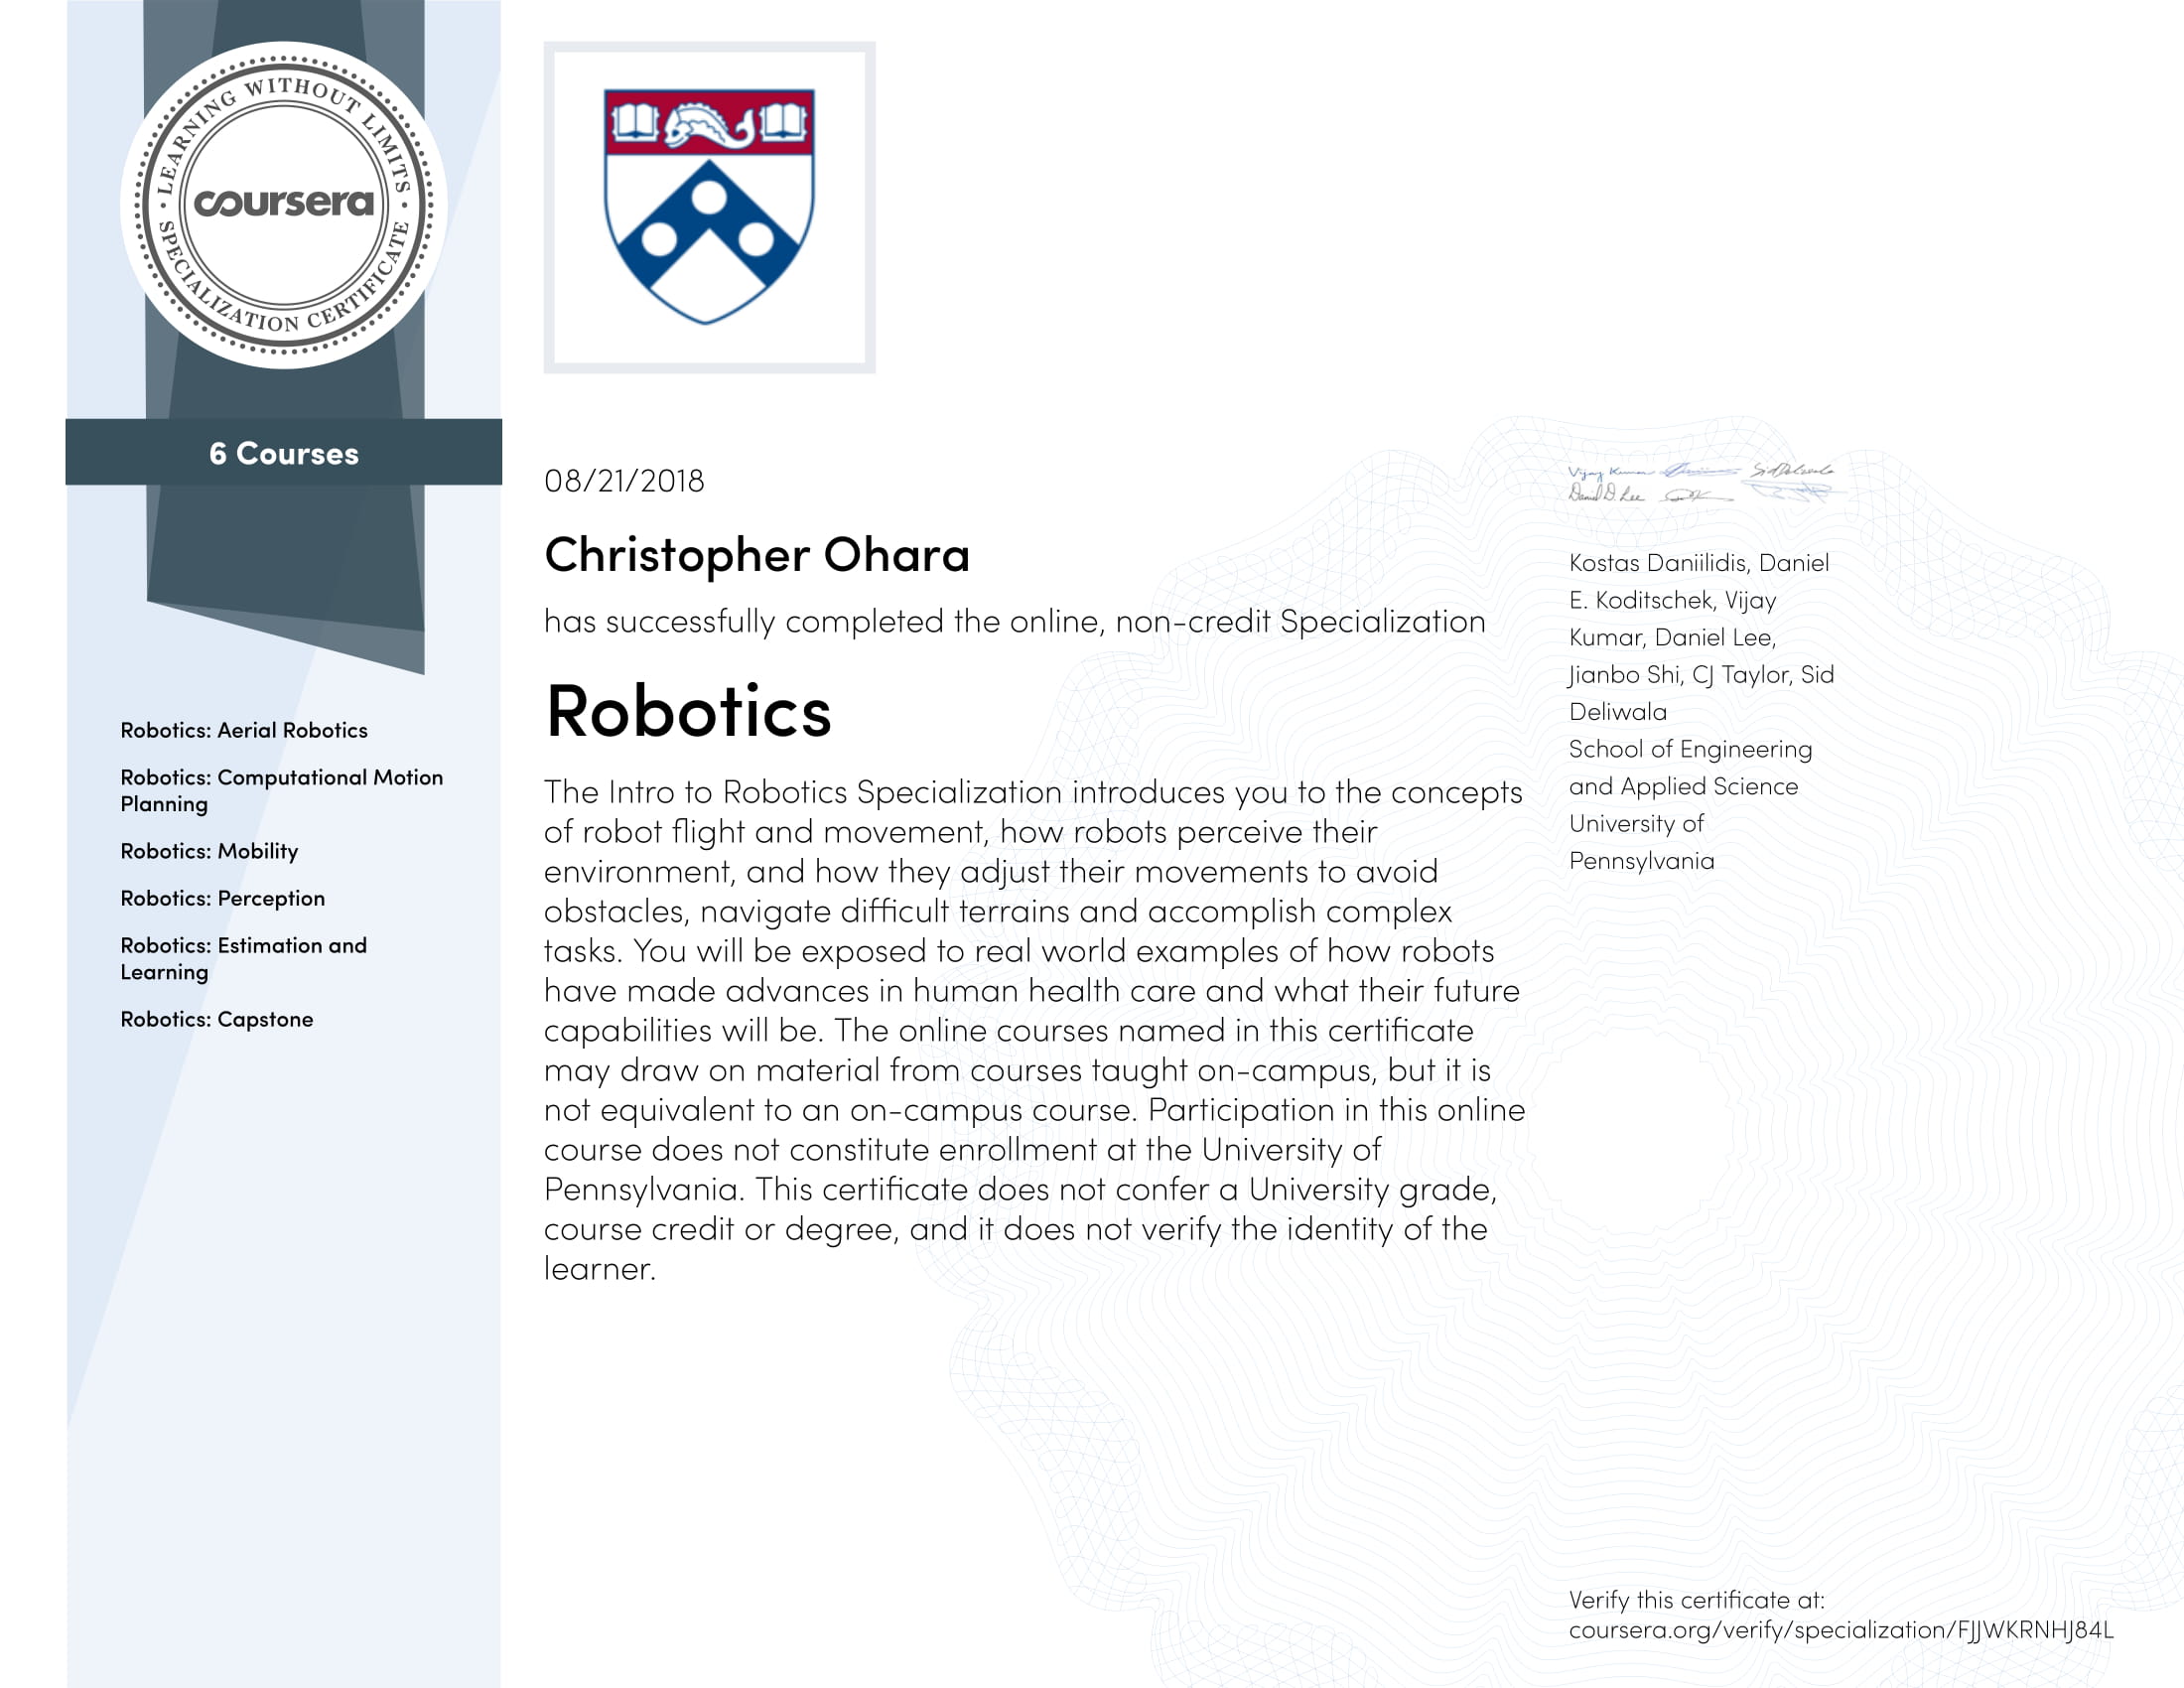 LEARNING WITHOUT LIMITS
coursera
SPECIALIZATION CERTIFICATE
6 Courses
Robotics: Aerial Robotics
Robotics: Computational Motion
Planning
Robotics: Mobility
Robotics: Perception
Robotics: Estimation and
Learning
Robotics: Capstone
08/21/2018
Christopher Ohara
has successfully completed the online, non-credit Specialization
Robotics
The Intro to Robotics Specialization introduces you to the concepts
of robot flight and movement, how robots perceive their
environment, and how they adjust their movements to avoid
obstacles, navigate difficult terrains and accomplish complex
tasks. You will be exposed to real world examples of how robots
have made advances in human health care and what their future
capabilities will be. The online courses named in this certificate
may draw on material from courses taught on-campus, but it is
not equivalent to an on-campus course. Participation in this online
course does not constitute enrollment at the University of
Pennsylvania. This certificate does not confer a University grade,
course credit or degree, and it does not verify the identity of the
learner.
Vijay Kumar
Daniel D. Lee
Kostas Daniilidis, Daniel
E. Koditschek, Vijay
Kumar, Daniel Lee,
Jianbo Shi, CJ Taylor, Sid
Deliwala
School of Engineering
and Applied Science
University of
Pennsylvania
Verify this certificate at:
coursera.org/verify/specialization/FJJWKRNHJ84L